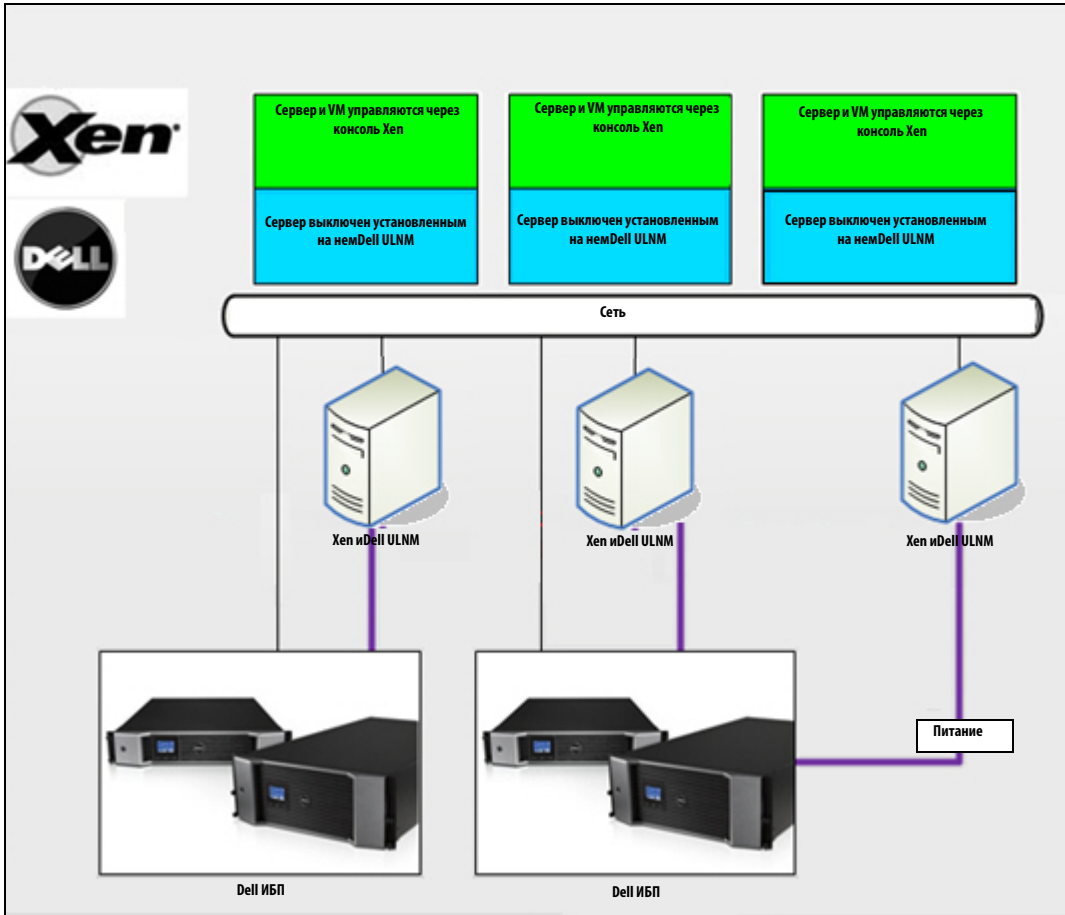 Xen
DELL
Сервер и VM управляются через
консоль Xen
Сервер и VM управляются через
консоль Xen
Сервер и VM управляются через
консоль Xen
Сервер выключен установленным
на немDell ULNM
Сервер выключен установленным
на немDell ULNM
Сервер выключен установленным
на немDell ULNM
Сеть
Xen иDell ULNM
Xen иDell ULNM
Xen иDell ULNM
Питание
Dell ИБП
Dell ИБП